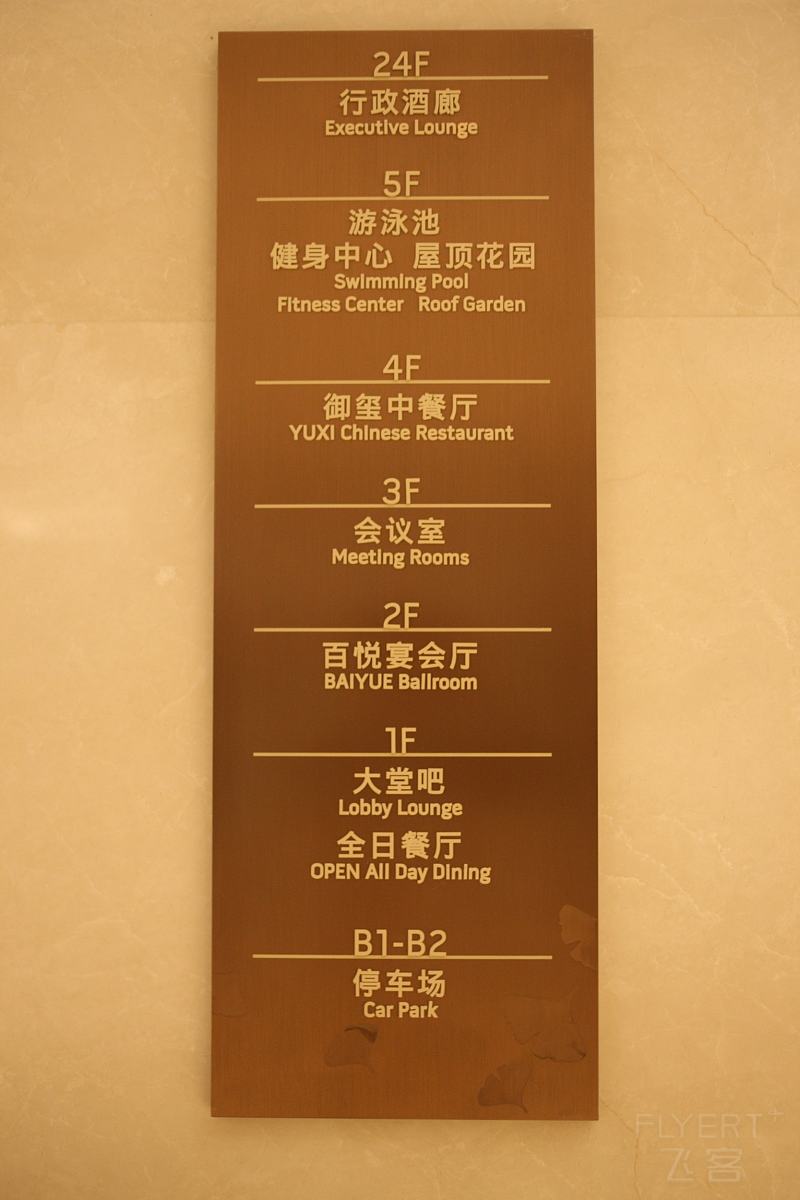 24F
行政酒廊
Executive Lounge
5F
游泳池
健身中心 屋顶花园
Swimming Pool
Fitness Center Roof Garden
4F
御玺中餐厅
YUXI Chinese Restaurant
3F
会议室
Meeting Rooms
2F
百悦宴会厅
BAIYUE Ballroom
1F
大堂吧
Lobby Lounge
全日餐厅
OPEN All Day Dining
B1-B2
停车场
Car Park
FLYERT+
飞客